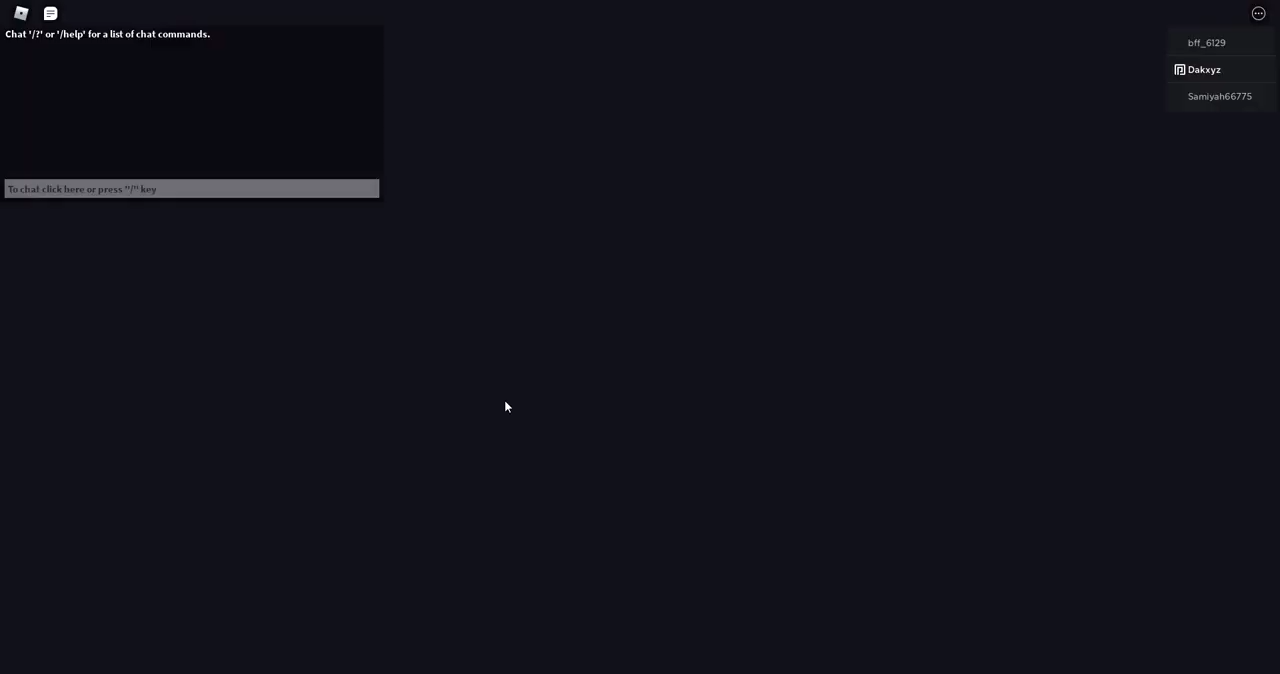 Chat '/?' or '/help' for a list of chat commands.
bff_6129
Dakxyz
Samiyah66775
To chat click here or press "/" key